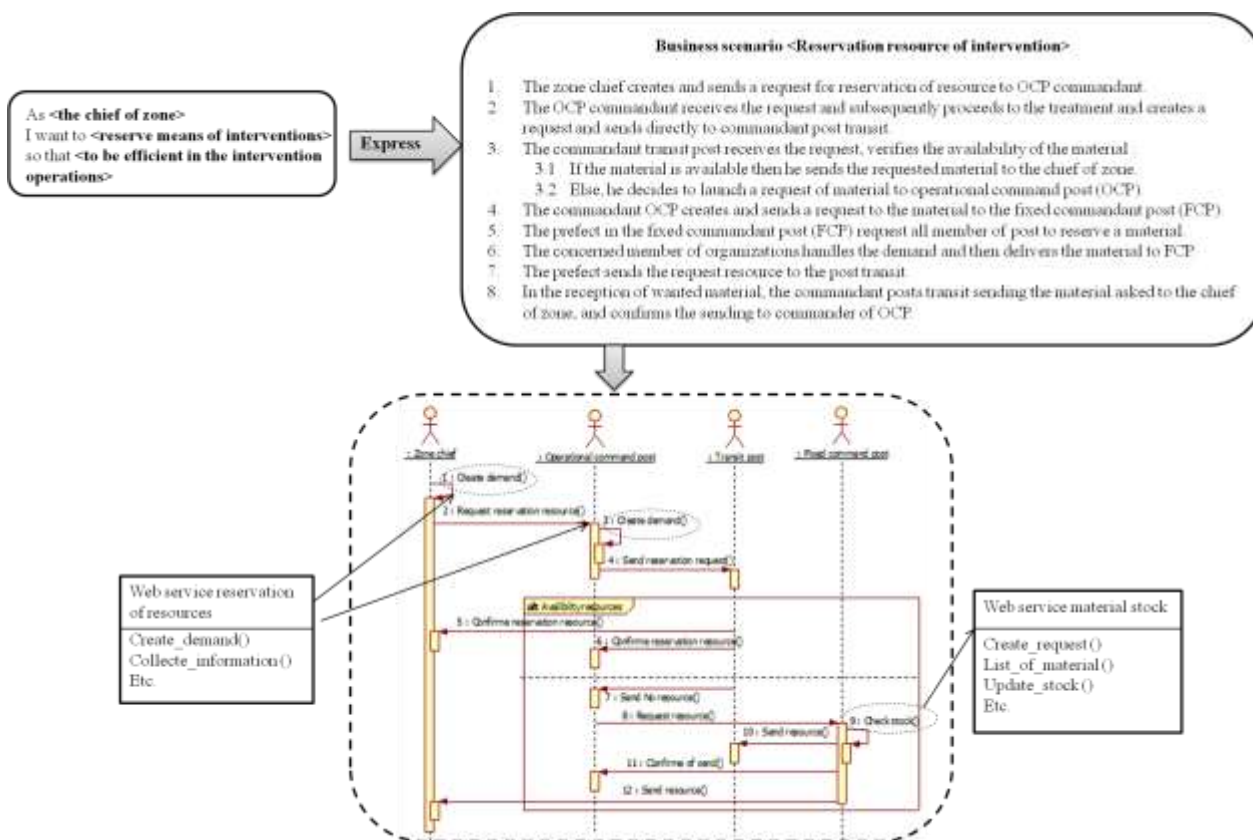 Business scenario <Reservation resource of intervention>
1. The zone chief creates and sends a request for reservation of resource to OCP commandant.
2 The OCP commandant receives the request and subsequently proceeds to the treatment and creates a
request and sends directly to commandant post transit.
3. The commandant transit post receives the request, verifies the availability of the material
3.1 If the material is available then he sends the requested material to the chief of zone.
3.2 Else, he decides to launch a request of material to operational command post (OCP)
4 The commandant OCP creates and sends a request to the material to the fixed commandant post (FCP)
5. The prefect in the fixed commandant post (FCP) request all member of post to reserve a material.
6. The concerned member of organizations handles the demand and then delivers the material to FCP
7. The prefect sends the request resource to the post transit
8. In the reception of wanted material, the commandant posts transit sending the material asked to the chief
of zone, and confirms the sending to commander of OCP.
As <the chief of zone>
I want to <reserve means of interventions>
so that <to be efficient in the intervention
operations>
Express
: Zone chief
: Operational command post
: Transit post
: Fixed command post
1 : Create demand()
2 : Request reservation resource()
3 : Create demand()
4 : Send reservation request()
alt Availibity resources
5 : Confirme reservation resource()
6 : Confirme reservation resource()
7 : Send No resource()
8 : Request resource()
9 : Check stock()
10 : Send resource()
11 : Confirme of send()
12 : Send resource()
Web service reservation
of resources
Create_demand()
Collecte_information()
Etc.
Web service material stock
Create_request()
List_of_material()
Update_stock()
Etc.